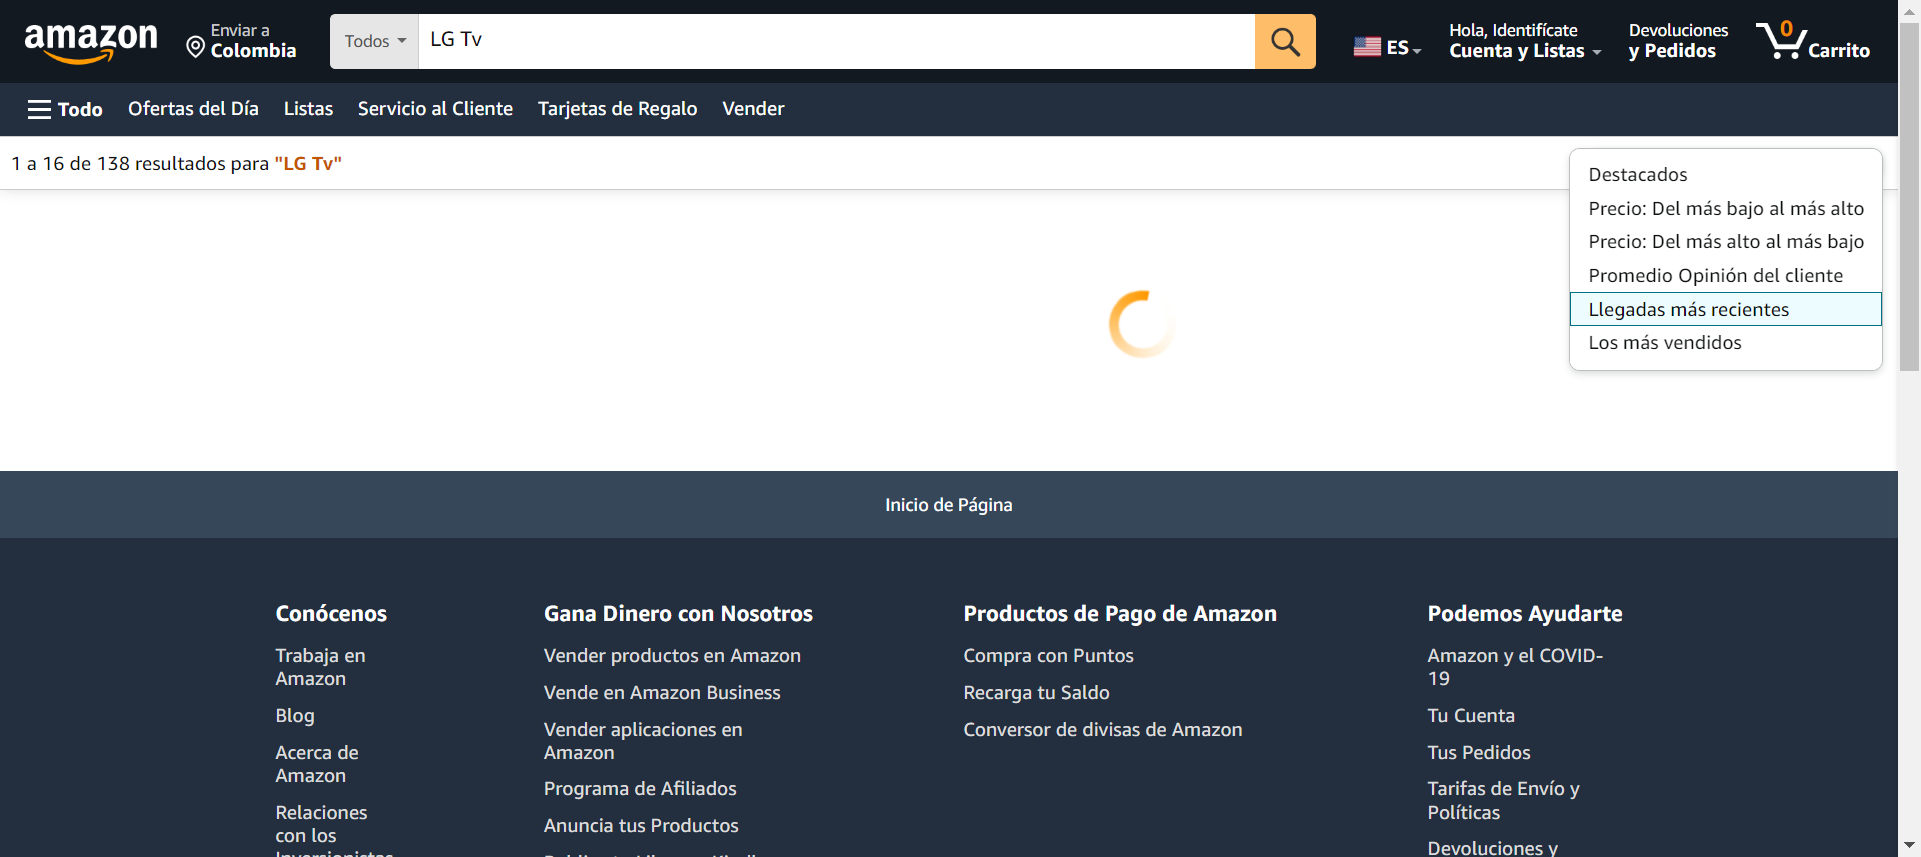 amazon
Enviar a
Colombia
Todos
LG Tv
ES
Hola, Identifícate
Cuenta y Listas
Devoluciones
y Pedidos
0
Carrito
Todo
Ofertas del Día
Listas
Servicio al Cliente
Tarjetas de Regalo
Vender
1 a 16 de 138 resultados para "LG Tv"
Destacados
Precio: Del más bajo al más alto
Precio: Del más alto al más bajo
Promedio Opinión del cliente
Llegadas más recientes
Los más vendidos
Inicio de Página
Conócenos
Trabaja en
Amazon
Blog
Acerca de
Amazon
Relaciones
con los
Inversionistas
Gana Dinero con Nosotros
Vender productos en Amazon
Vende en Amazon Business
Vender aplicaciones en
Amazon
Programa de Afiliados
Anuncia tus Productos
Productos de Pago de Amazon
Compra con Puntos
Recarga tu Saldo
Conversor de divisas de Amazon
Podemos Ayudarte
Amazon y el COVID-
19
Tu Cuenta
Tus Pedidos
Tarifas de Envío y
Políticas
Devoluciones y